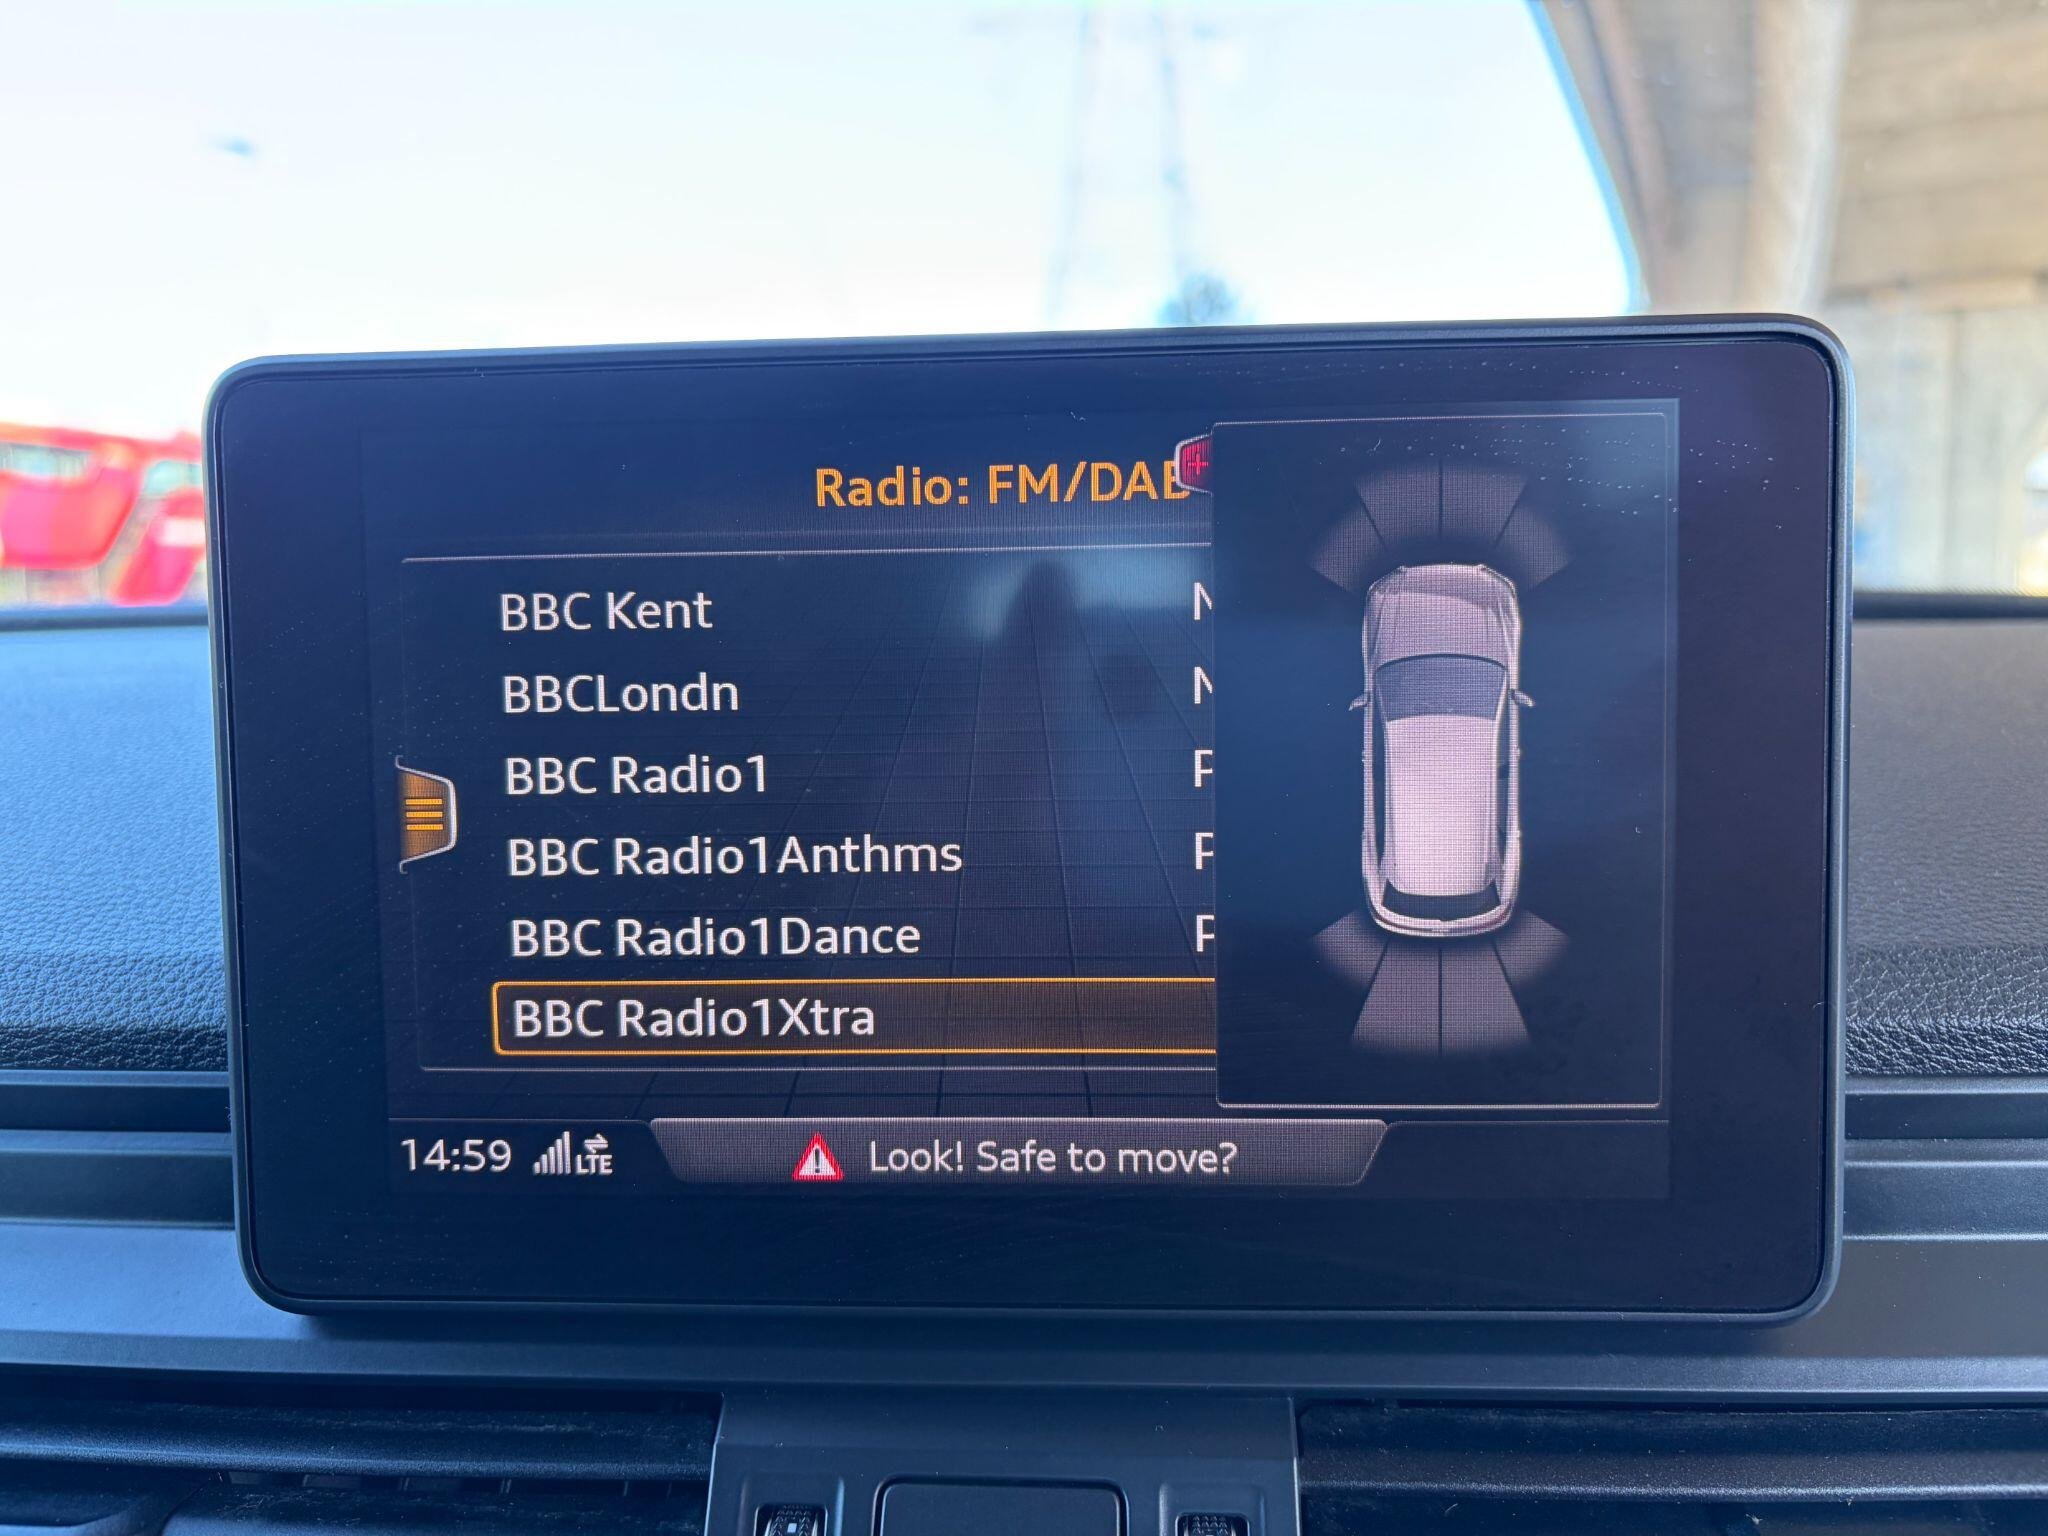 Radio: FM/DAB
BBC Kent
BBCLondn
BBC Radio1
BBC Radio1Anthms
BBC Radio1Dance
BBC Radio1Xtra
14:59 LTE Look! Safe to move?